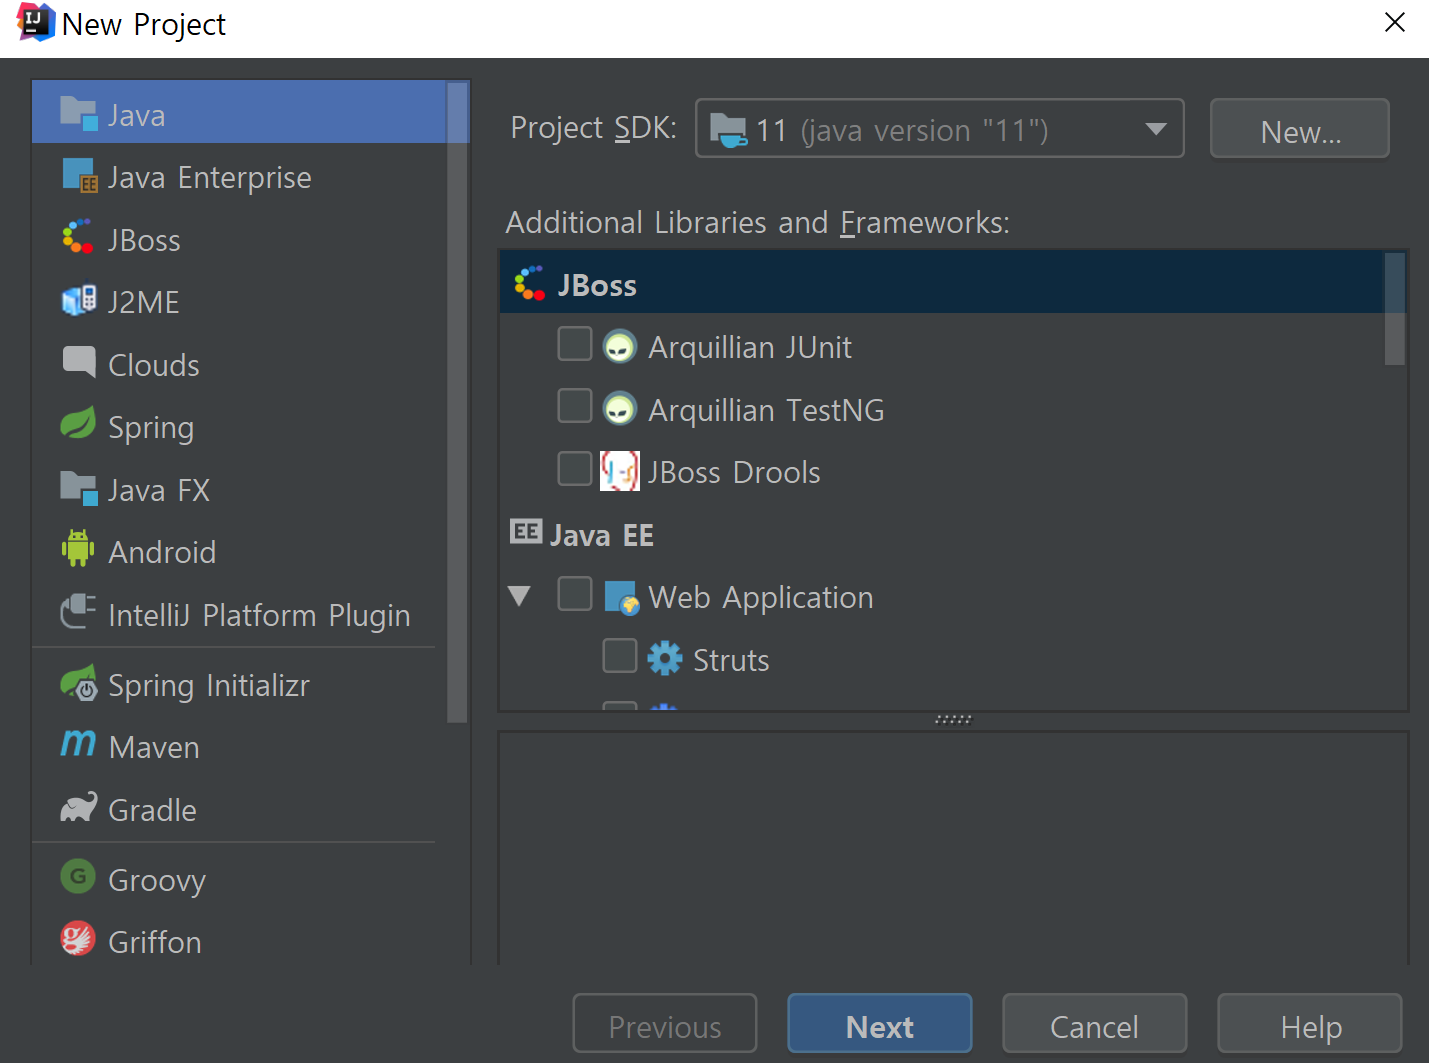 New Project
Java
Java Enterprise
JBoss
J2ME
Clouds
Spring
Java FX
Android
IntelliJ Platform Plugin
Spring Initializr
Maven
Gradle
Groovy
Griffon
Project SDK: 11 (java version "11") New...
Additional Libraries and Frameworks:
JBoss
Arquillian JUnit
Arquillian TestNG
JBoss Drools
Java EE
Web Application
Struts
Previous Next Cancel Help